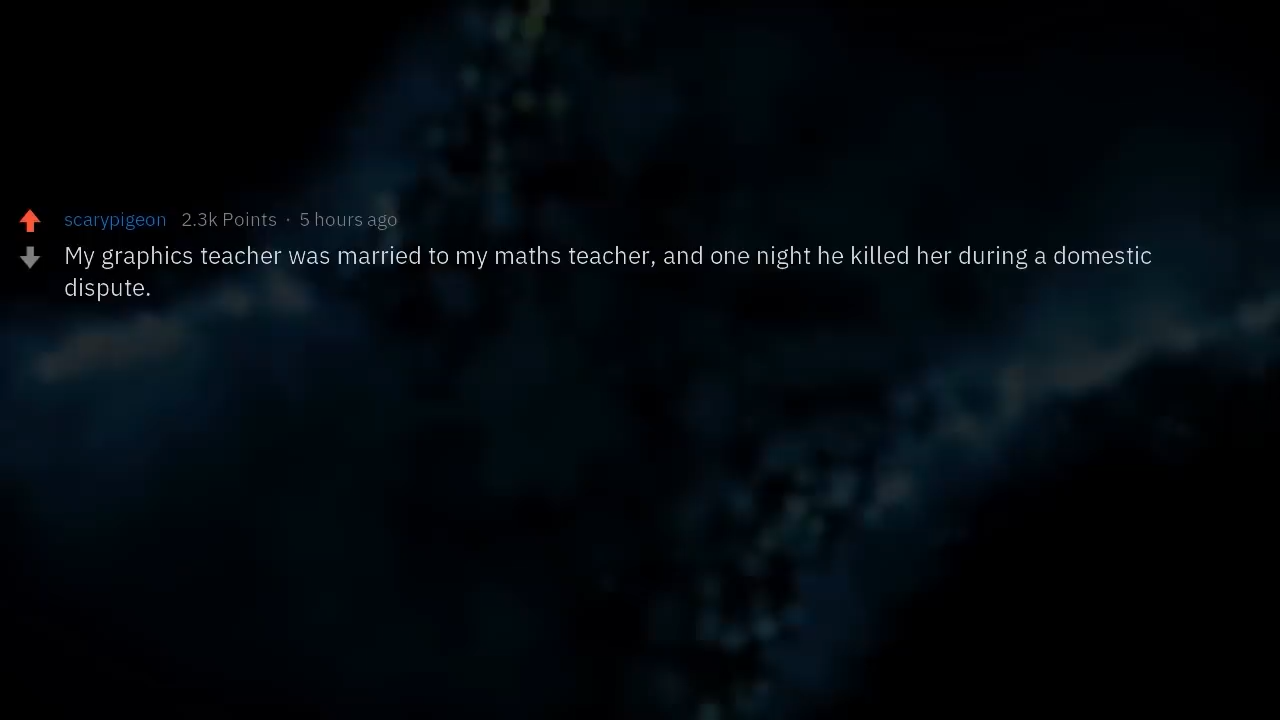 scarypigeon 2.3k Points · 5 hours ago
My graphics teacher was married to my maths teacher, and one night he killed her during a domestic
dispute.